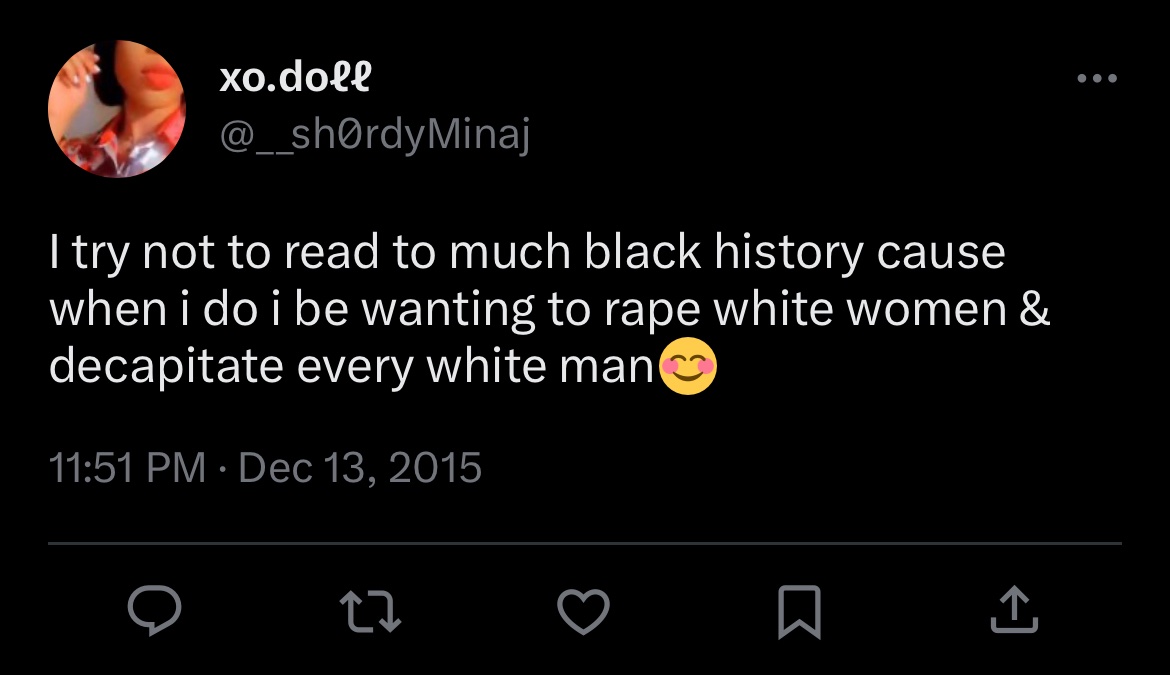 xo.doℓℓ
@__shØrdyMinaj
I try not to read to much black history cause
when i do i be wanting to rape white women &
decapitate every white man😊
11:51 PM · Dec 13, 2015